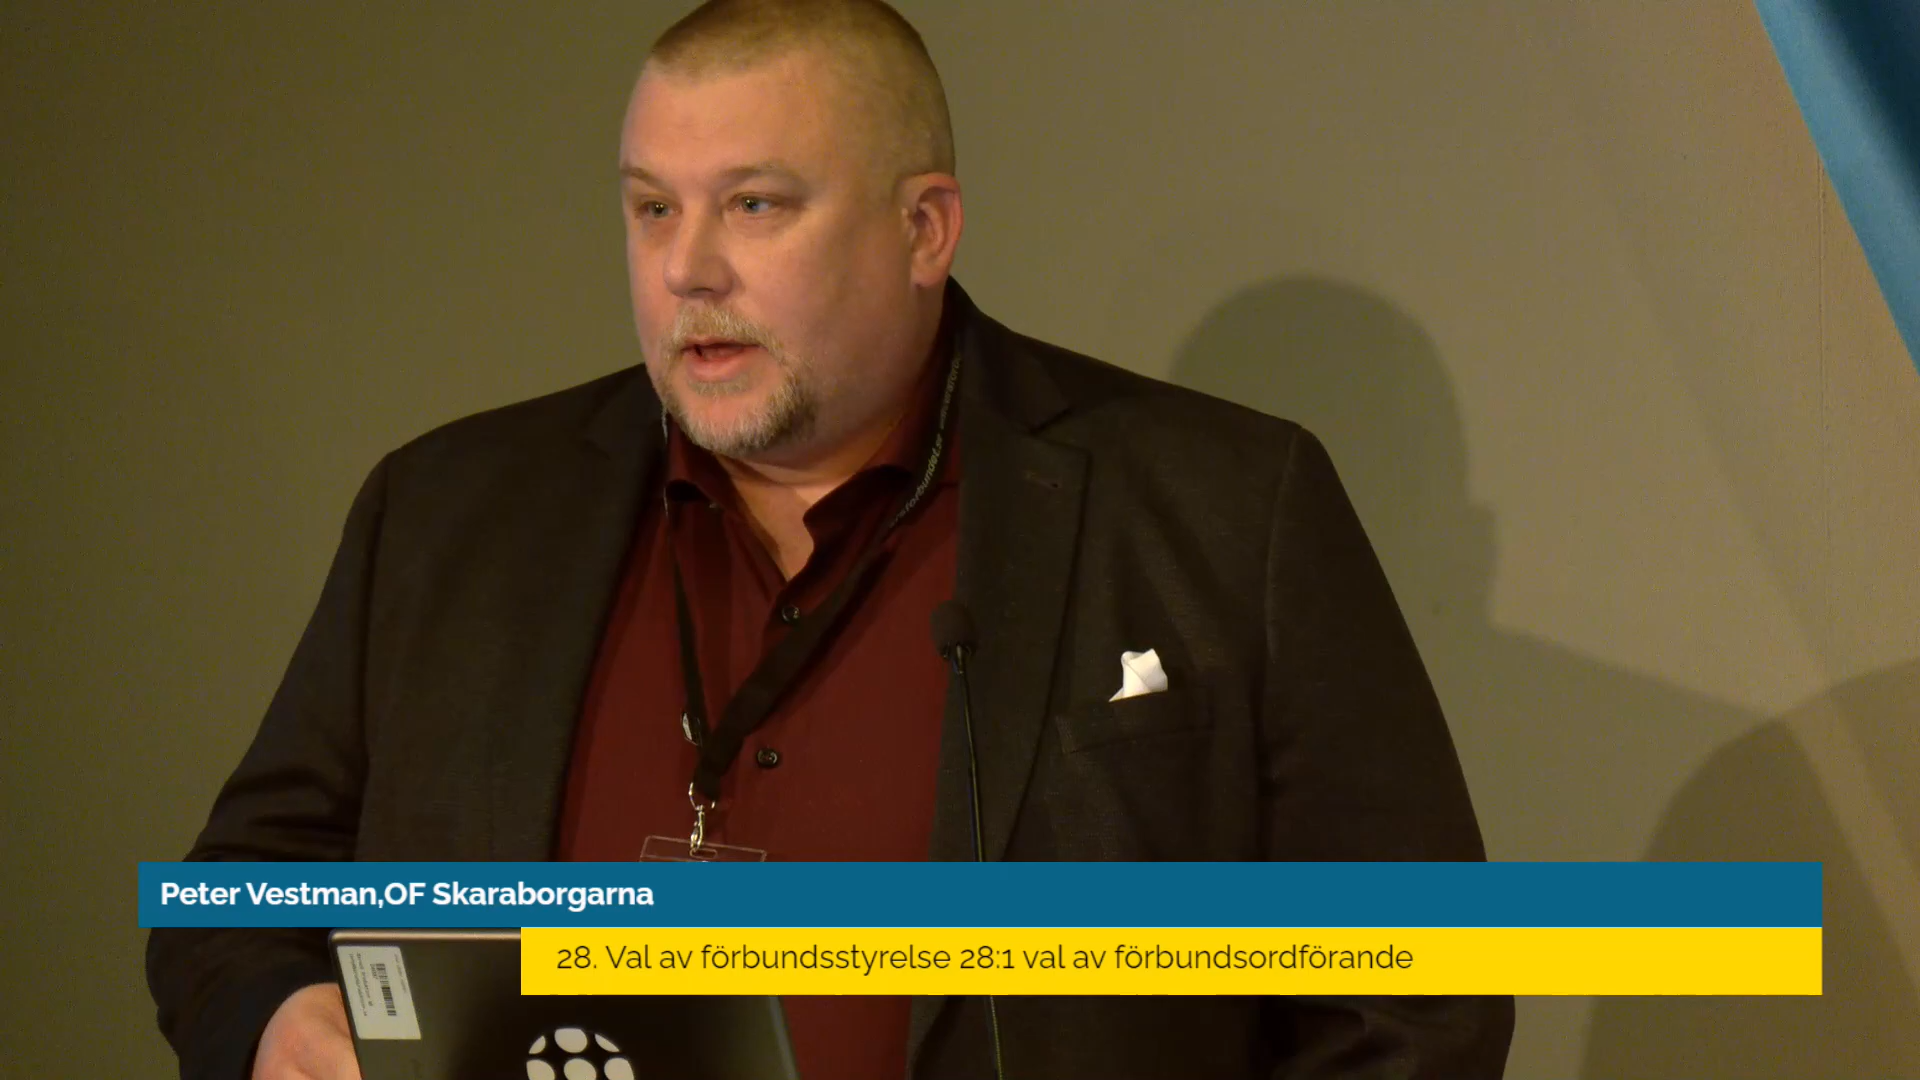 Peter Vestman,OF Skaraborgarna
28. Val av förbundsstyrelse 28:1 val av förbundsordförande